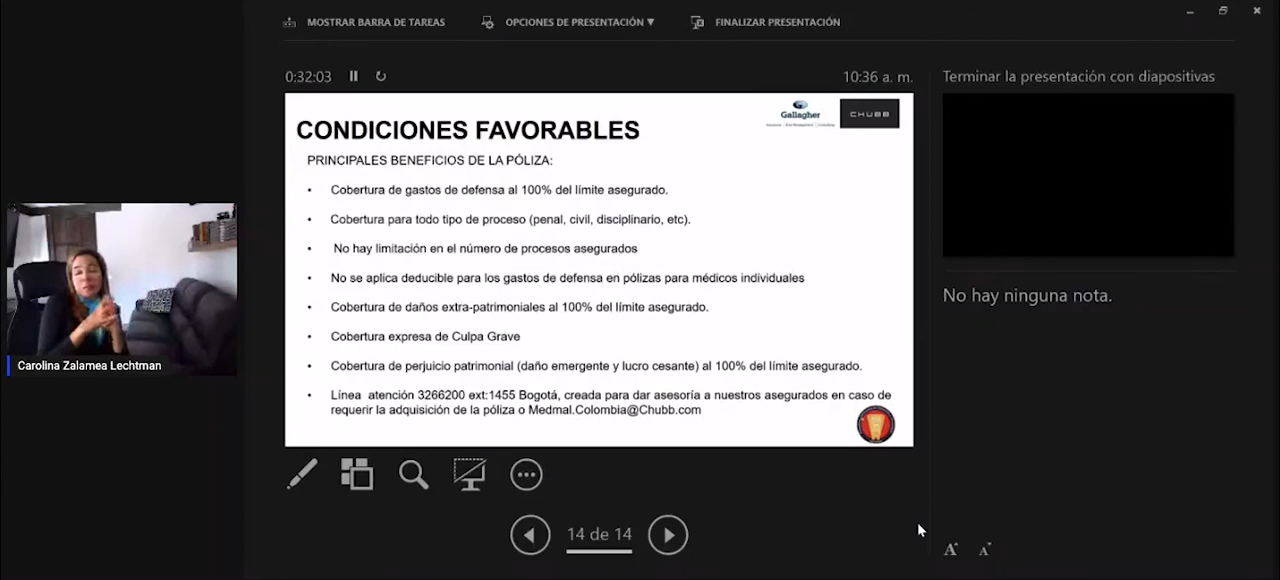 MOSTRAR BARRA DE TAREAS
OPCIONES DE PRESENTACIÓN ▼
FINALIZAR PRESENTACIÓN
0:32:03
10:36 a. m.
Terminar la presentación con diapositivas
Gallagher
CHUBB
CONDICIONES FAVORABLES
PRINCIPALES BENEFICIOS DE LA PÓLIZA:
• Cobertura de gastos de defensa al 100% del límite asegurado.
• Cobertura para todo tipo de proceso (penal, civil, disciplinario, etc).
• No hay limitación en el número de procesos asegurados
• No se aplica deducible para los gastos de defensa en pólizas para médicos individuales
• Cobertura de daños extra-patrimoniales al 100% del límite asegurado.
• Cobertura expresa de Culpa Grave
• Cobertura de perjuicio patrimonial (daño emergente y lucro cesante) al 100% del límite asegurado.
• Línea atención 3266200 ext:1455 Bogotá, creada para dar asesoría a nuestros asegurados en caso de
requerir la adquisición de la póliza o Medmal.Colombia@Chubb.com
Carolina Zalamea Lechtman
No hay ninguna nota.
14 de 14
A A